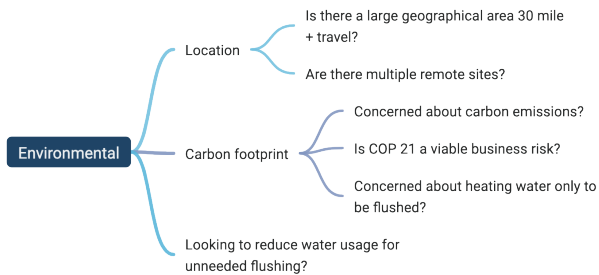 Environmental
Location
Is there a large geographical area 30 mile
+ travel?
Are there multiple remote sites?
Carbon footprint
Concerned about carbon emissions?
Is COP 21 a viable business risk?
Concerned about heating water only to
be flushed?
Looking to reduce water usage for
unneeded flushing?